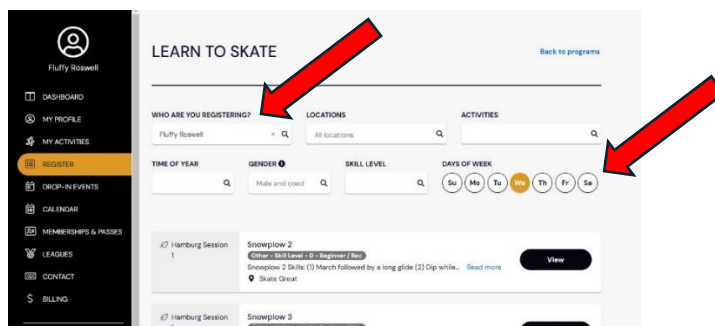 Fluffy Roswell
DASHBOARD
MY PROFILE
MY ACTIVITIES
REGISTER
DROP-IN EVENTS
CALENDAR
MEMBERSHIPS & PASSES
LEAGUES
CONTACT
BILLING
LEARN TO SKATE
Back to programs
WHO ARE YOU REGISTERING? LOCATIONS ACTIVITIES
Fluffy Roswell × All locations
TIME OF YEAR GENDER SKILL LEVEL DAYS OF WEEK
Male and coed Su Mo Tu We Th Fr Sa
Hamburg Session 1
Snowplow 2
Other - Skill Level - 0 - Beginner / Rec
Snowplow 2 Skills: (1) March followed by a long glide (2) Dip while... Read more
Skate Great
View
Hamburg Session
Snowplow 3